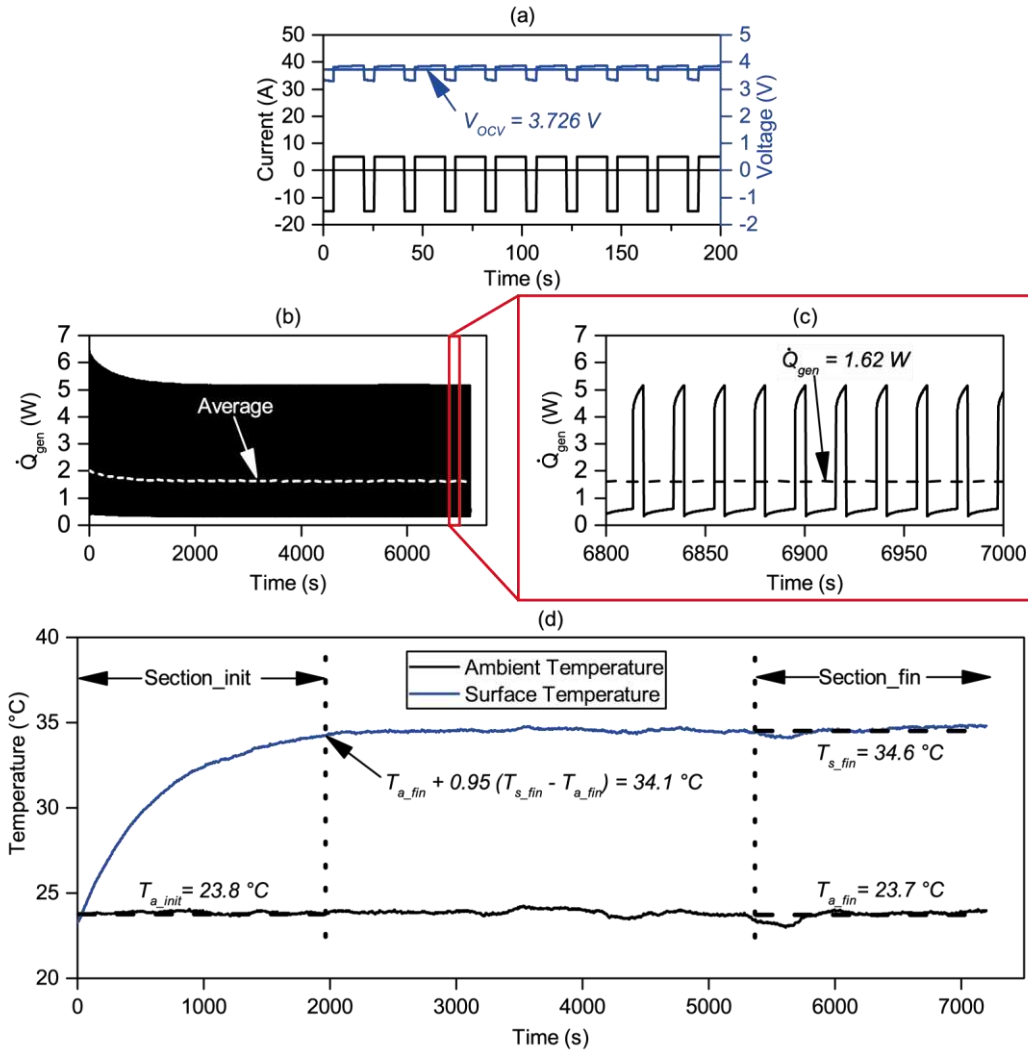 (a)
50
40
30
20
10
0
-10
-20
Current (A)
5
4
3
2
1
0
-1
-2
Voltage (V)
V_OCV = 3.726 V
0 50 100 150 200
Time (s)
(b)
7
6
5
4
3
2
1
0
Q̇_gen (W)
Average
0 2000 4000 6000
Time (s)
(c)
7
6
5
4
3
2
1
0
Q̇_gen (W)
Q̇_gen = 1.62 W
6800 6850 6900 6950 7000
Time (s)
(d)
40
35
30
25
20
Temperature (°C)
Section_init
Ambient Temperature
Surface Temperature
Section_fin
T_s_fin = 34.6 °C
T_a_fin + 0.95 (T_s_fin - T_a_fin) = 34.1 °C
T_a_init = 23.8 °C
T_a_fin = 23.7 °C
0 1000 2000 3000 4000 5000 6000 7000
Time (s)